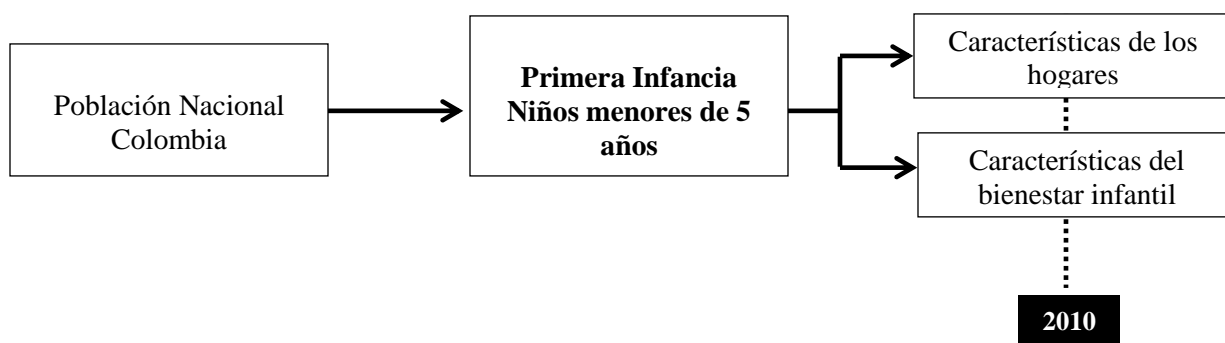 Población Nacional
Colombia
Primera Infancia
Niños menores de 5
años
Características de los
hogares
Características del
bienestar infantil
2010